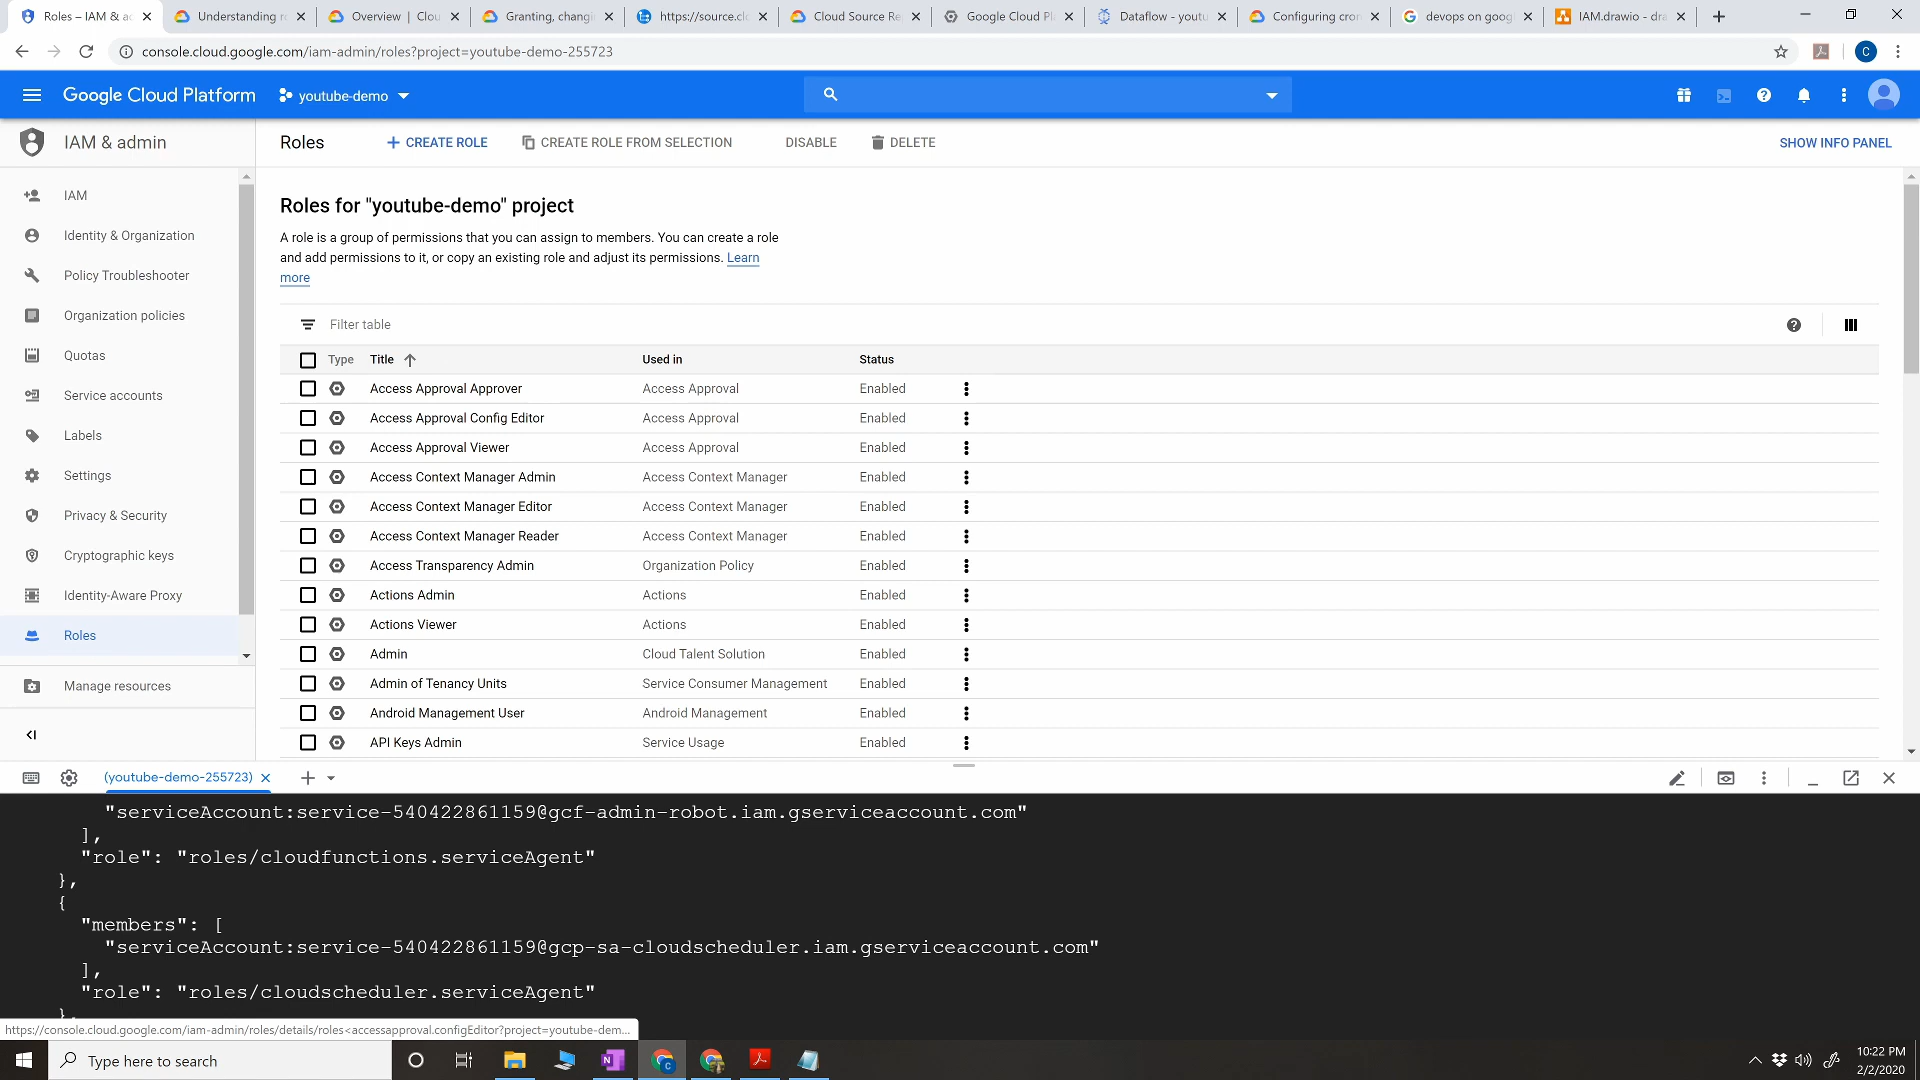 Roles – IAM & ad
Understanding r
Overview | Clou
Granting, changi
https://source.cl
Cloud Source Re
Google Cloud Pl
Dataflow - youtu
Configuring cron
devops on goog
IAM.drawio - dra
console.cloud.google.com/iam-admin/roles?project=youtube-demo-255723
C
Google Cloud Platform
youtube-demo
IAM & admin
Roles
CREATE ROLE
CREATE ROLE FROM SELECTION
DISABLE
DELETE
SHOW INFO PANEL
IAM
Identity & Organization
Policy Troubleshooter
Organization policies
Quotas
Service accounts
Labels
Settings
Privacy & Security
Cryptographic keys
Identity-Aware Proxy
Roles
Manage resources
Roles for "youtube-demo" project
A role is a group of permissions that you can assign to members. You can create a role
and add permissions to it, or copy an existing role and adjust its permissions. Learn
more
Filter table
Type Title Used in Status
Access Approval Approver Access Approval Enabled
Access Approval Config Editor Access Approval Enabled
Access Approval Viewer Access Approval Enabled
Access Context Manager Admin Access Context Manager Enabled
Access Context Manager Editor Access Context Manager Enabled
Access Context Manager Reader Access Context Manager Enabled
Access Transparency Admin Organization Policy Enabled
Actions Admin Actions Enabled
Actions Viewer Actions Enabled
Admin Cloud Talent Solution Enabled
Admin of Tenancy Units Service Consumer Management Enabled
Android Management User Android Management Enabled
API Keys Admin Service Usage Enabled
(youtube-demo-255723)
"serviceAccount:service-540422861159@gcf-admin-robot.iam.gserviceaccount.com"
],
"role": "roles/cloudfunctions.serviceAgent"
},
{
"members": [
"serviceAccount:service-540422861159@gcp-sa-cloudscheduler.iam.gserviceaccount.com"
],
"role": "roles/cloudscheduler.serviceAgent"
},
https://console.cloud.google.com/iam-admin/roles/details/roles<accessapproval.configEditor?project=youtube-dem...
Type here to search
10:22 PM
2/2/2020